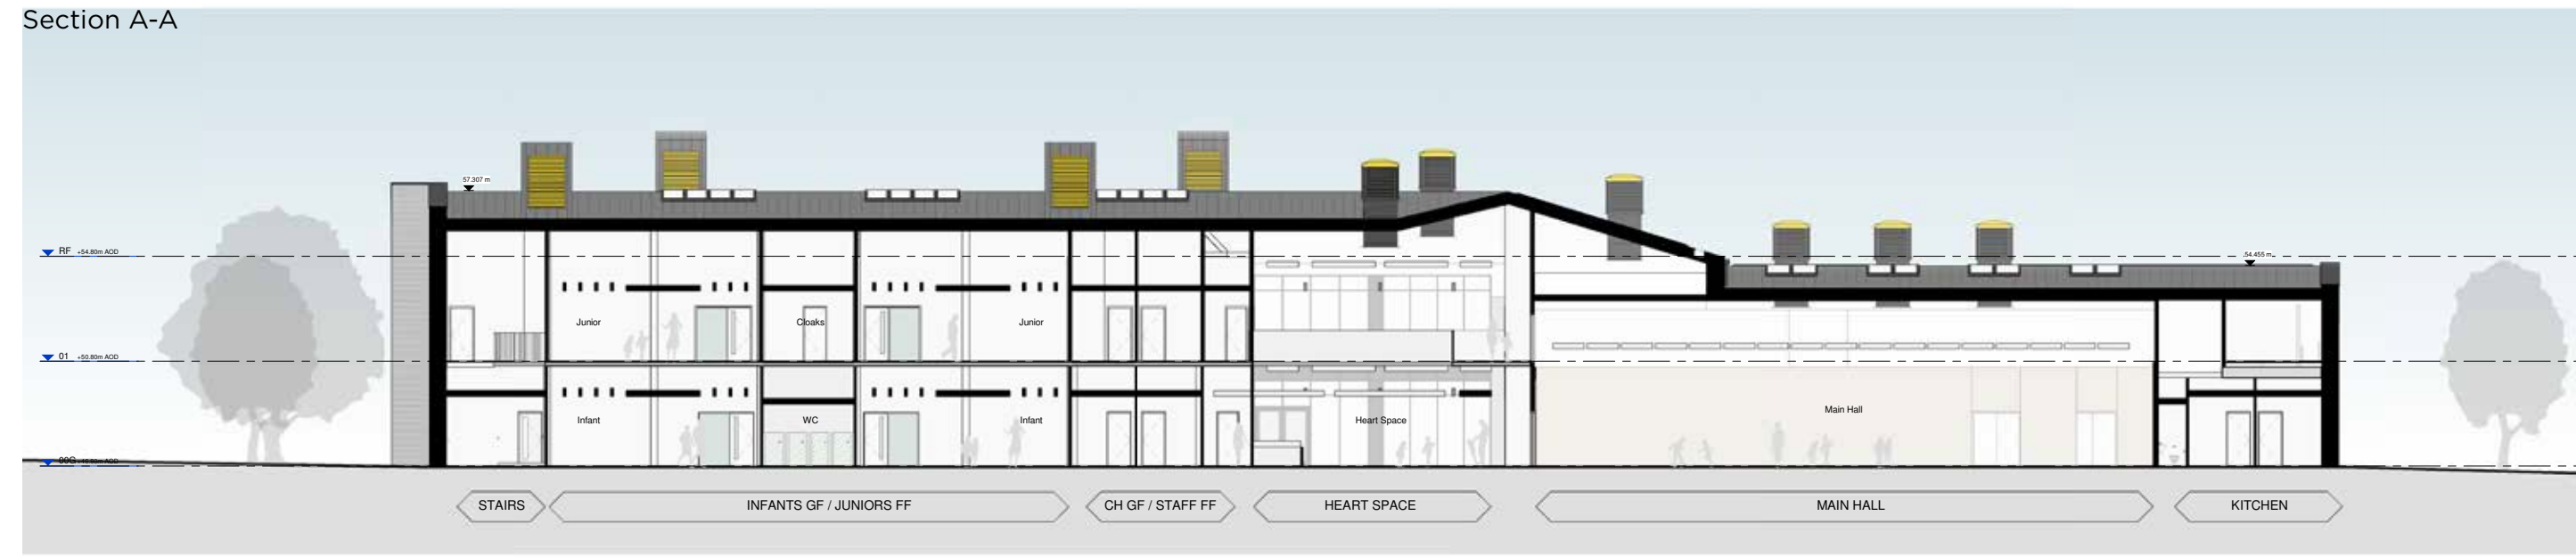 Section A-A
57.307 m
RF +54.80m AOD
54.455 m
Junior
Cloaks
Junior
01 +50.80m AOD
Infant
WC
Infant
Heart Space
Main Hall
00G
STAIRS
INFANTS GF / JUNIORS FF
CH GF / STAFF FF
HEART SPACE
MAIN HALL
KITCHEN